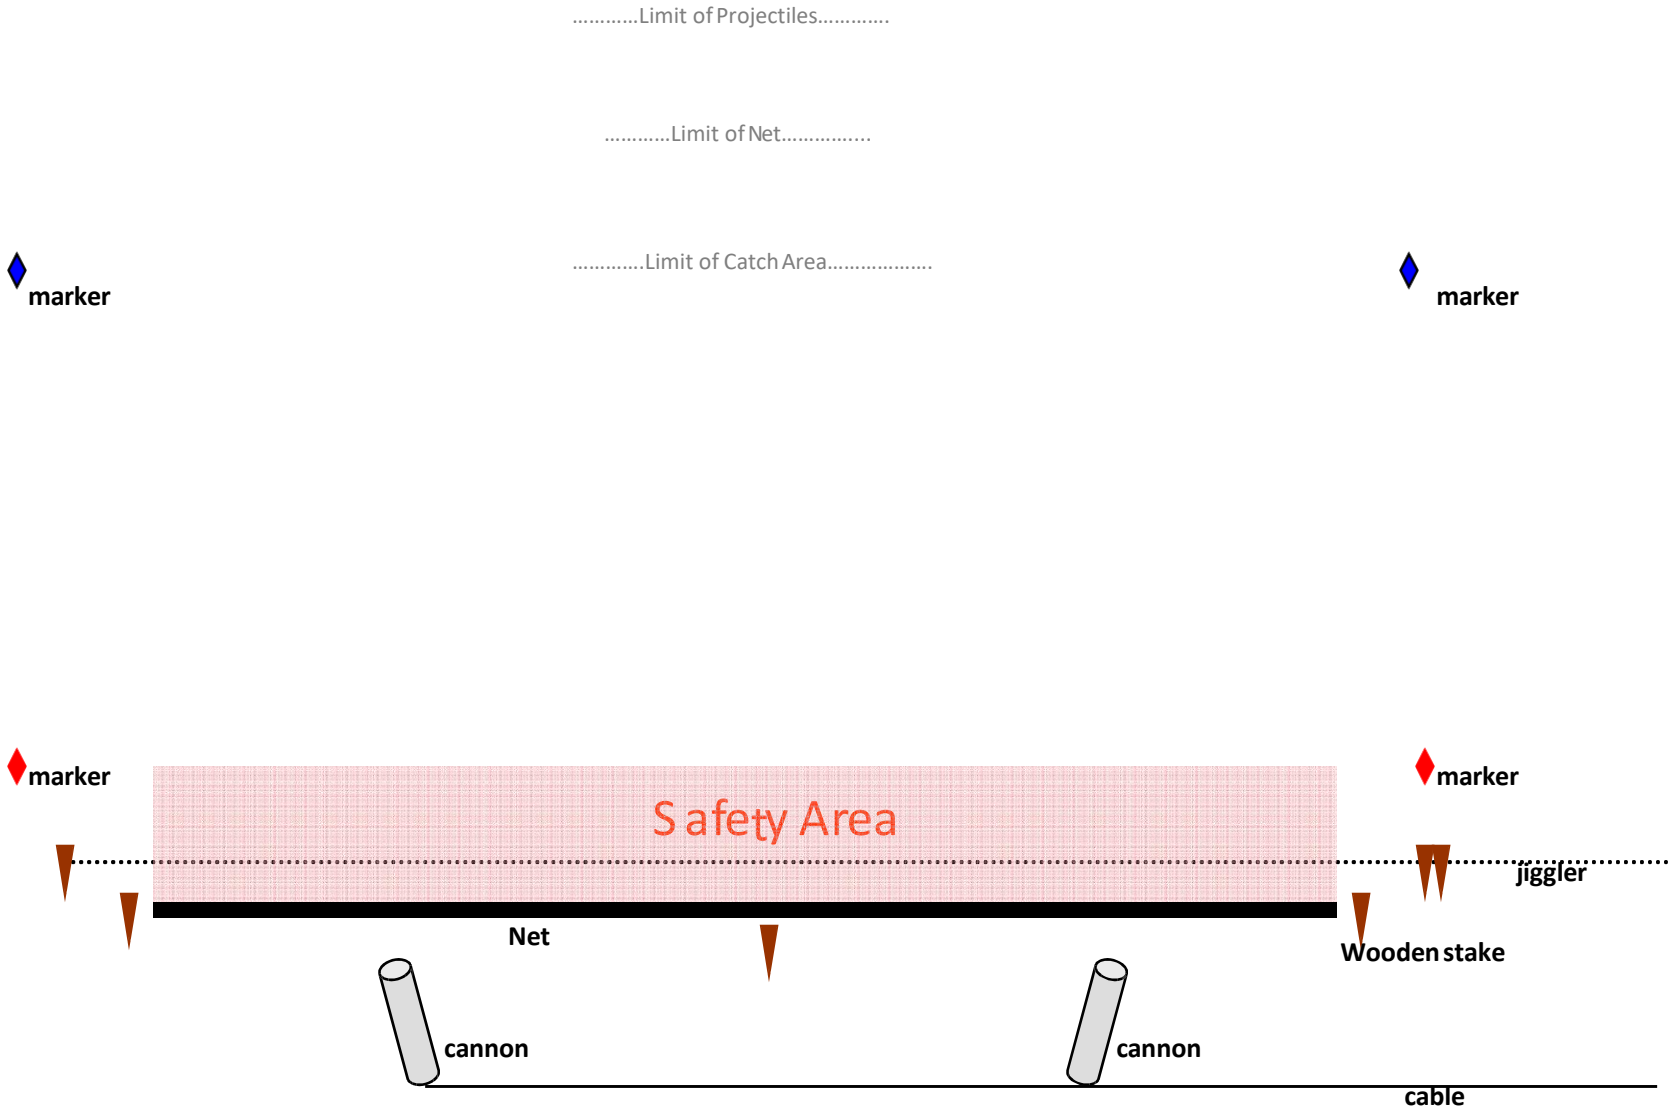 …………Limit of Projectiles………….
…………Limit of Net…………....
………….Limit of Catch Area……………….
marker
marker
marker
marker
Safety Area
jiggler
Net
Wooden stake
cannon
cannon
cable